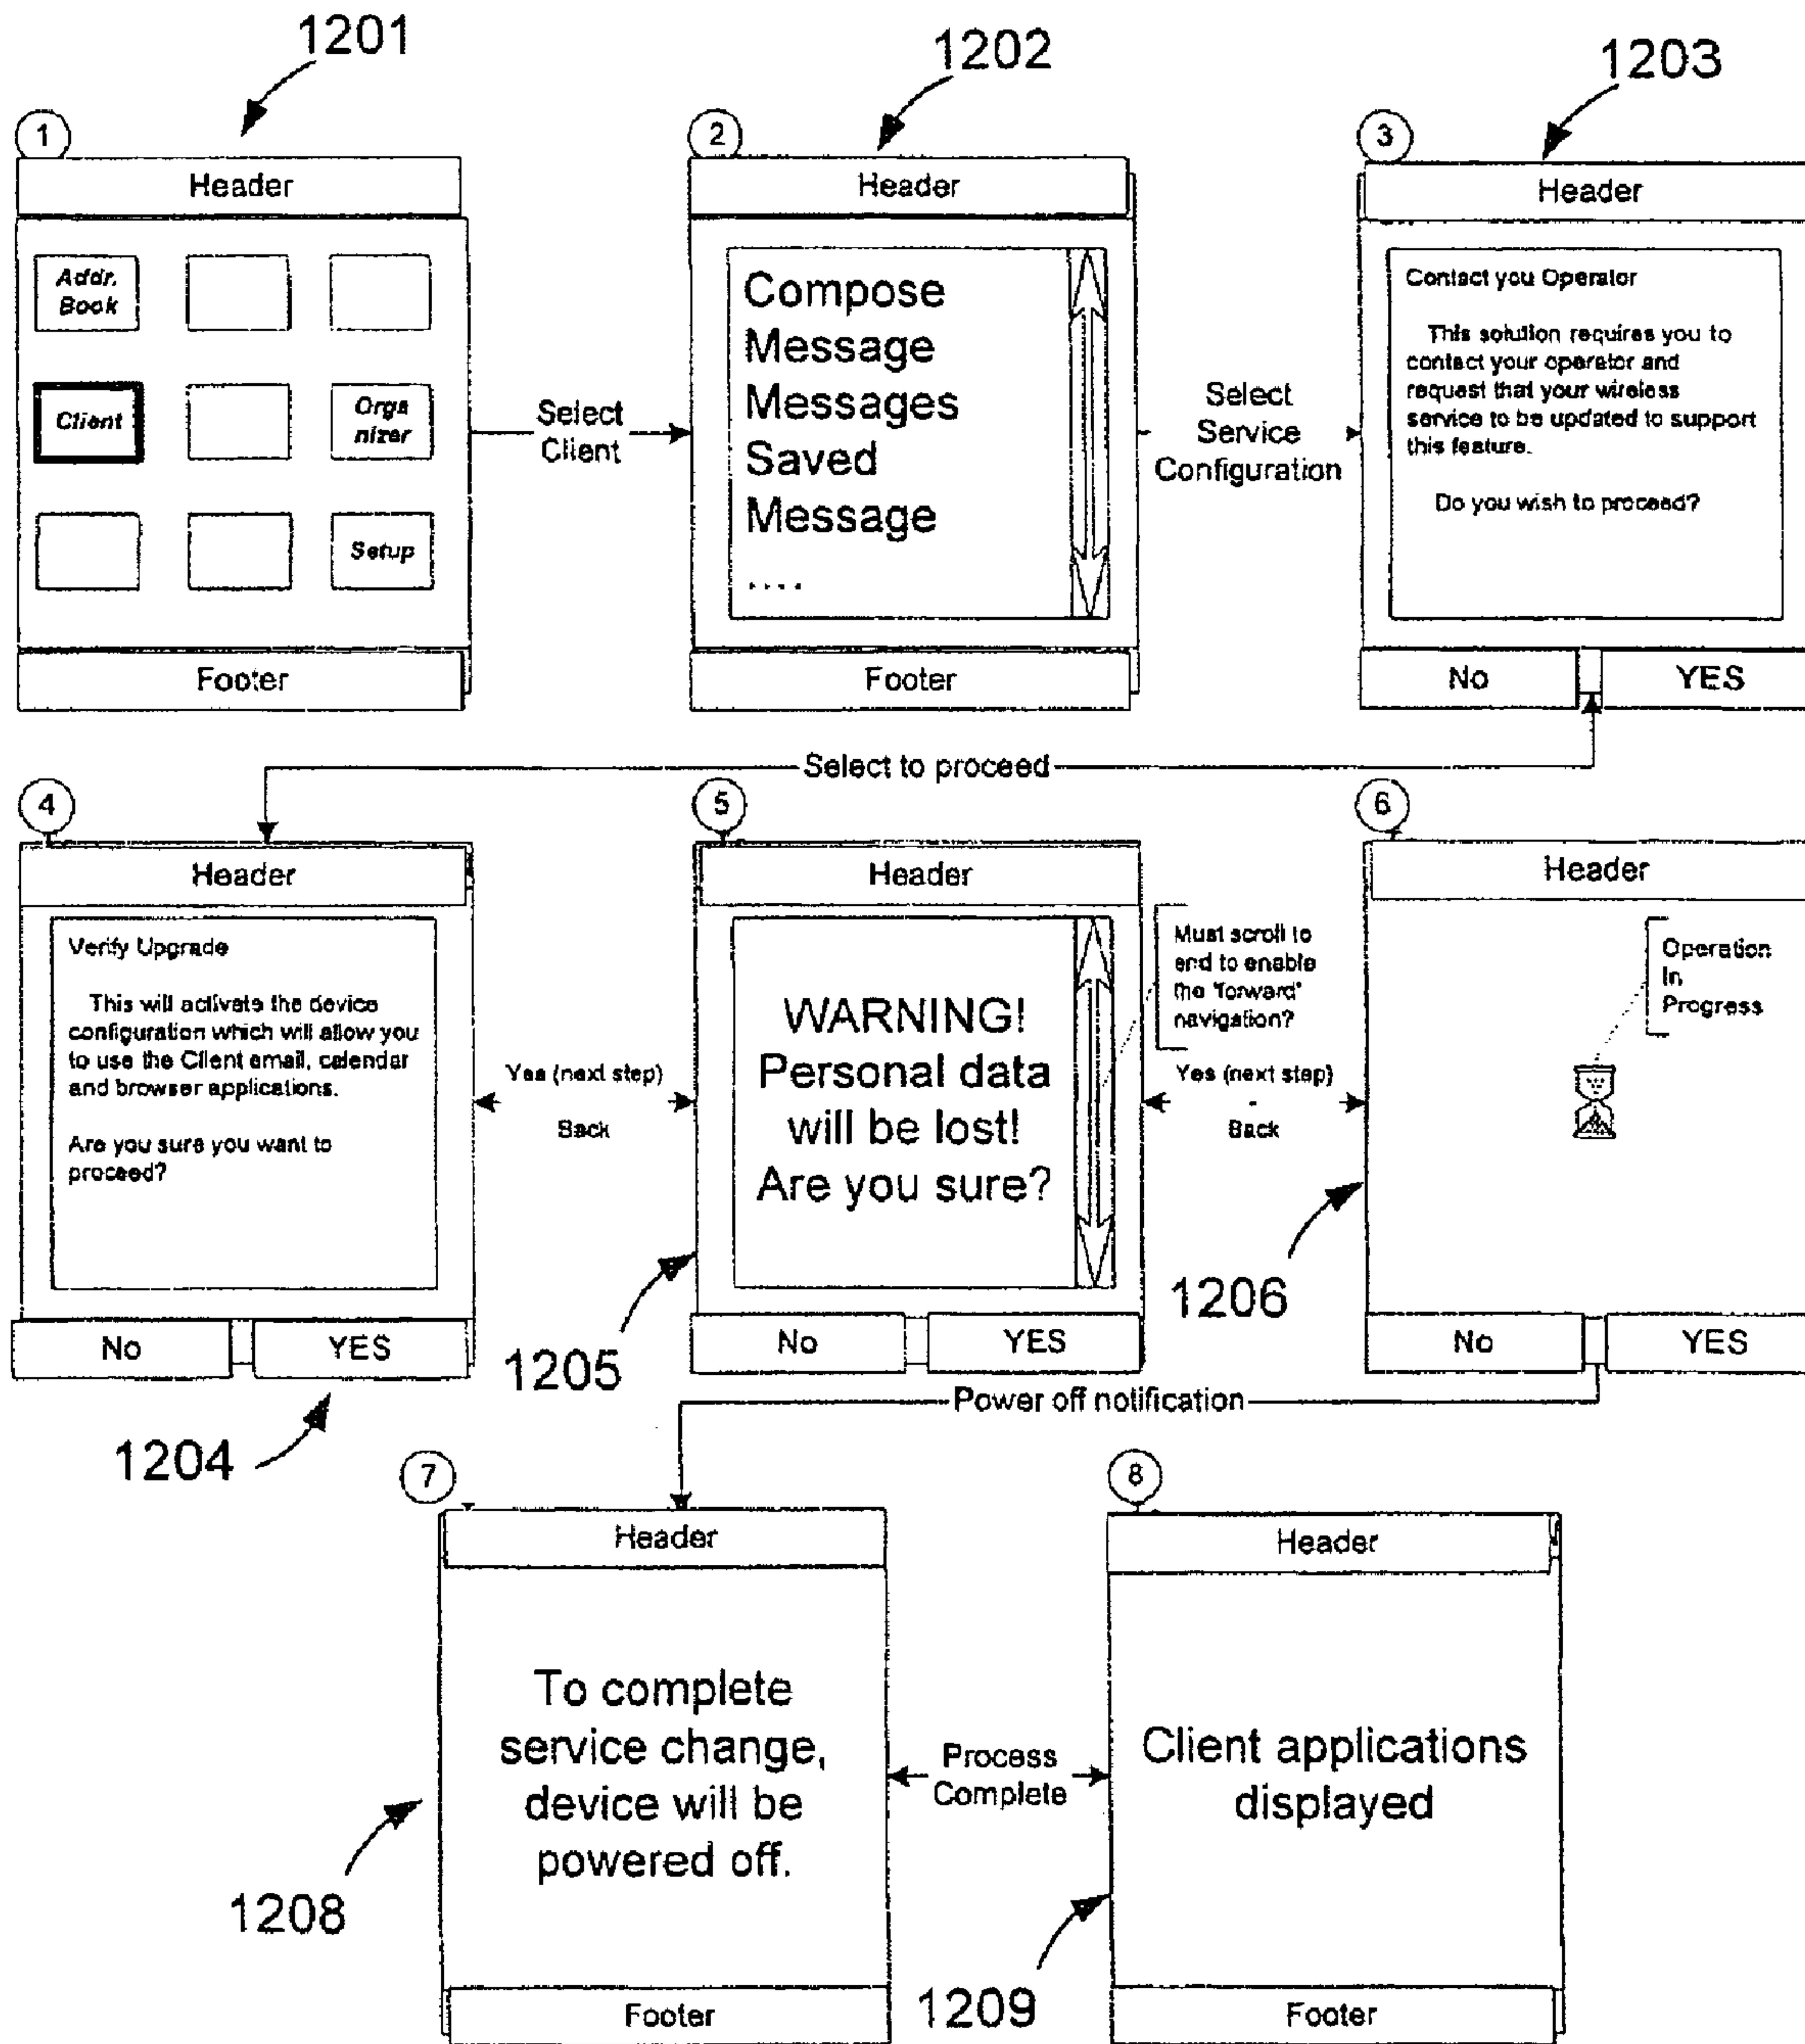 1201
1202
1203
1
2
3
Header
Header
Header
Addr.
Book
Client
Orga
nizer
Setup
Footer
Select
Client
Compose
Message
Messages
Saved
Message
....
Footer
Select
Service
Configuration
Contact you Operator
This solution requires you to
contact your operator and
request that your wireless
service to be updated to support
this feature.
Do you wish to proceed?
No
YES
Select to proceed
4
5
6
Header
Header
Header
Verify Upgrade
This will activate the device
configuration which will allow you
to use the Client email, calendar
and browser applications.
Are you sure you want to
proceed?
No
YES
1204
Yes (next step)
Back
WARNING!
Personal data
will be lost!
Are you sure?
No
YES
1205
Must scroll to
end to enable
the 'forward'
navigation?
Yes (next step)
-
Back
1206
Operation
In
Progress
No
YES
Power off notification
7
8
Header
Header
To complete
service change,
device will be
powered off.
Footer
1208
Process
Complete
Client applications
displayed
Footer
1209